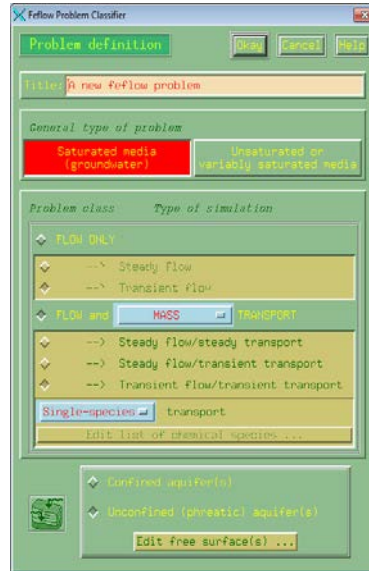 Feflow Problem Classifier
Problem definition
Okay Cancel Help
Title: A new feflow problem
General type of problem
Saturated media
(groundwater)
Unsaturated or
variably saturated media
Problem class Type of simulation
FLOW ONLY
--> Steady flow
--> Transient flow
FLOW and MASS TRANSPORT
--> Steady flow/steady transport
--> Steady flow/transient transport
--> Transient flow/transient transport
Single-species transport
Edit list of chemical species ...
Confined aquifer(s)
Unconfined (phreatic) aquifer(s)
Edit free surface(s) ...